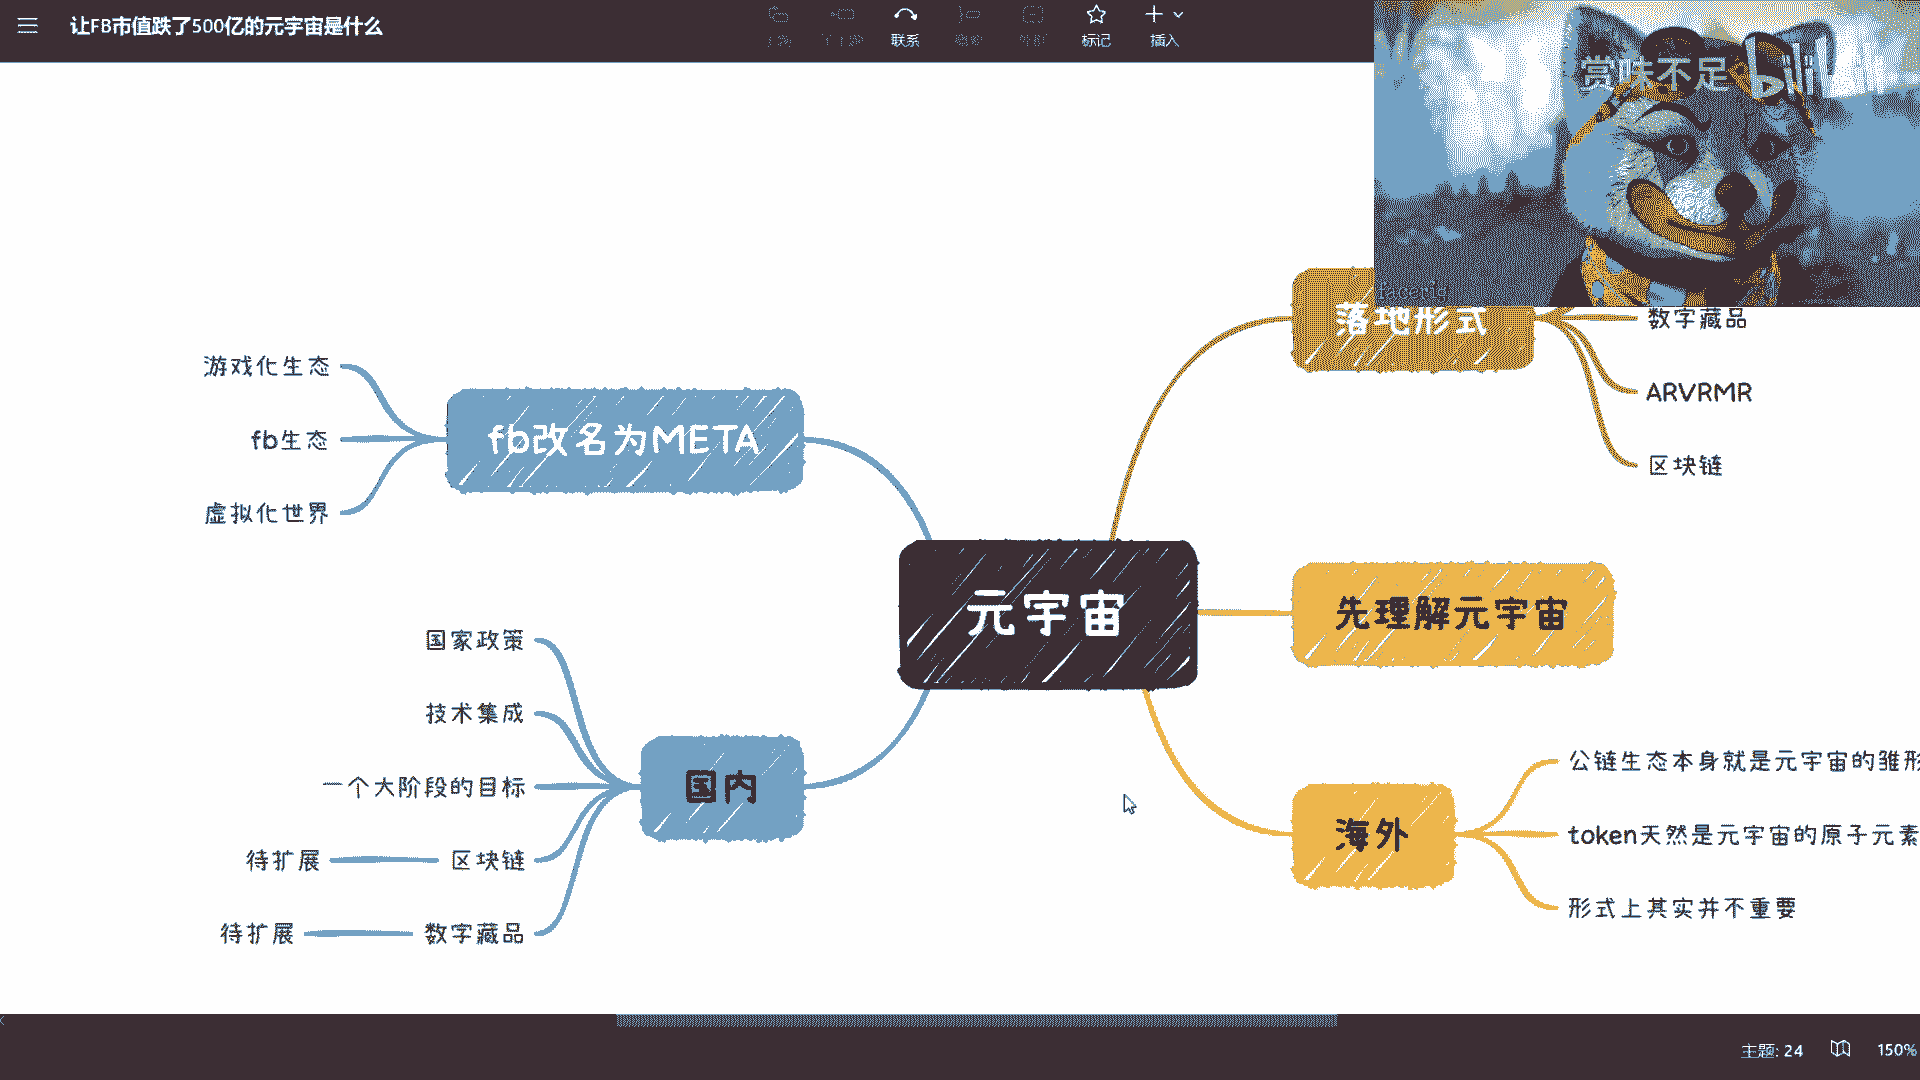 让FB市值跌了500亿的元宇宙是什么
联系
标记
插入
赏味不足
bili
facerig
落地形式
数字藏品
ARVRMR
区块链
游戏化生态
fb生态
虚拟化世界
fb改名为META
元宇宙
先理解元宇宙
国家政策
技术集成
一个大阶段的目标
待扩展
区块链
待扩展
数字藏品
国内
海外
公链生态本身就是元宇宙的雏形
token天然是元宇宙的原子元素
形式上其实并不重要
主题: 24
150%